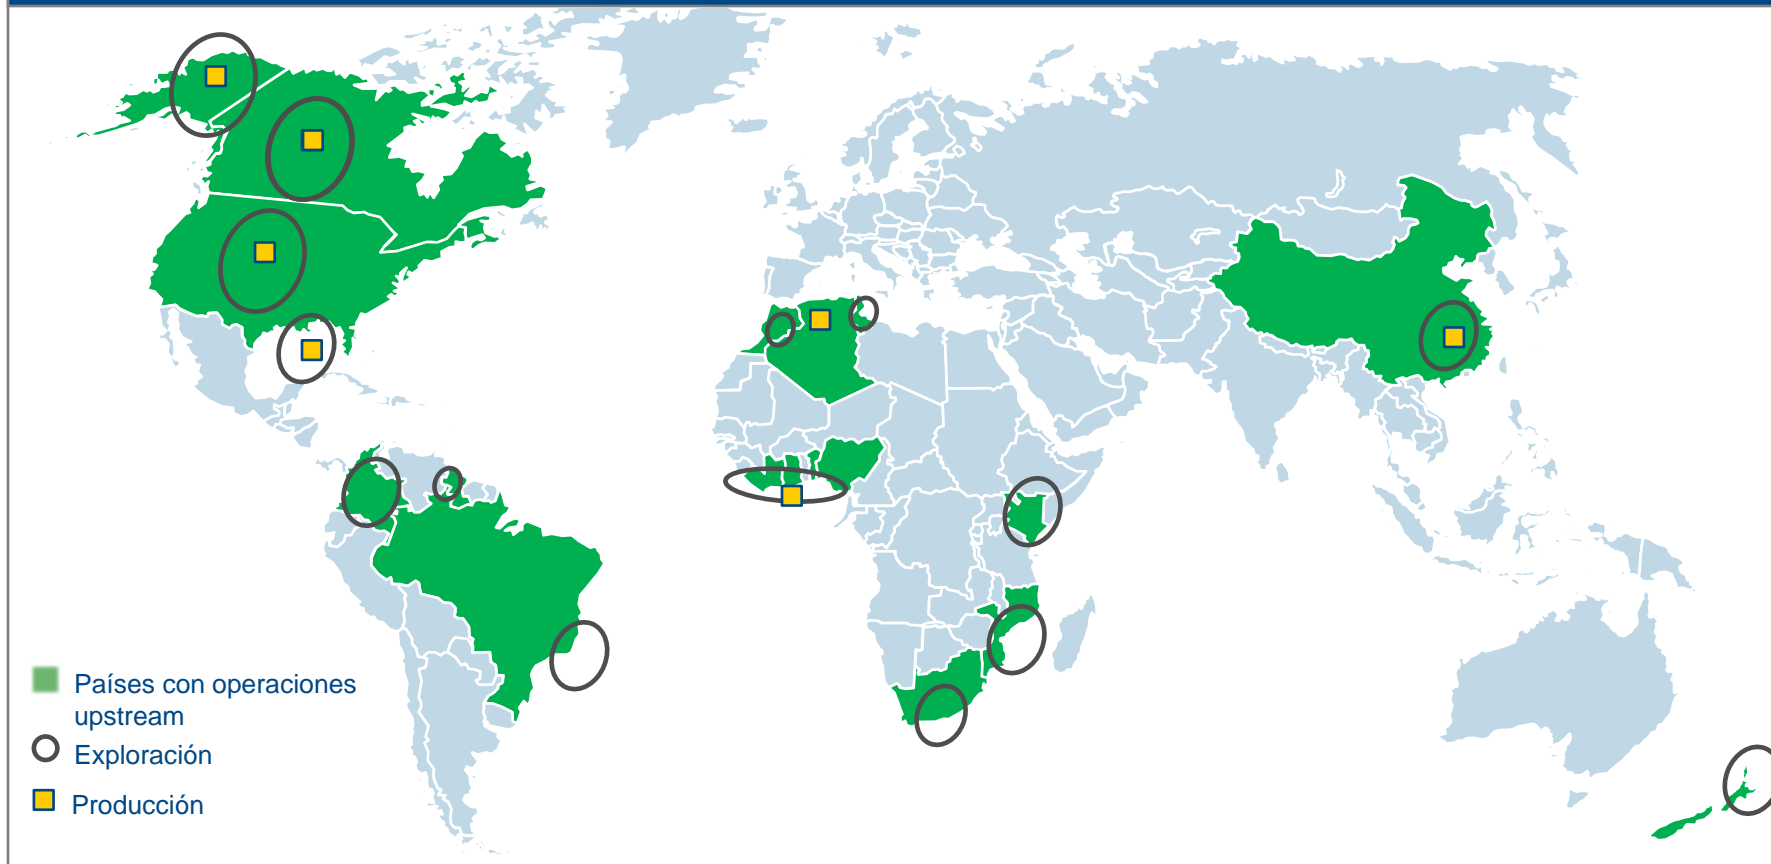 Países con operaciones
upstream
Exploración
Producción